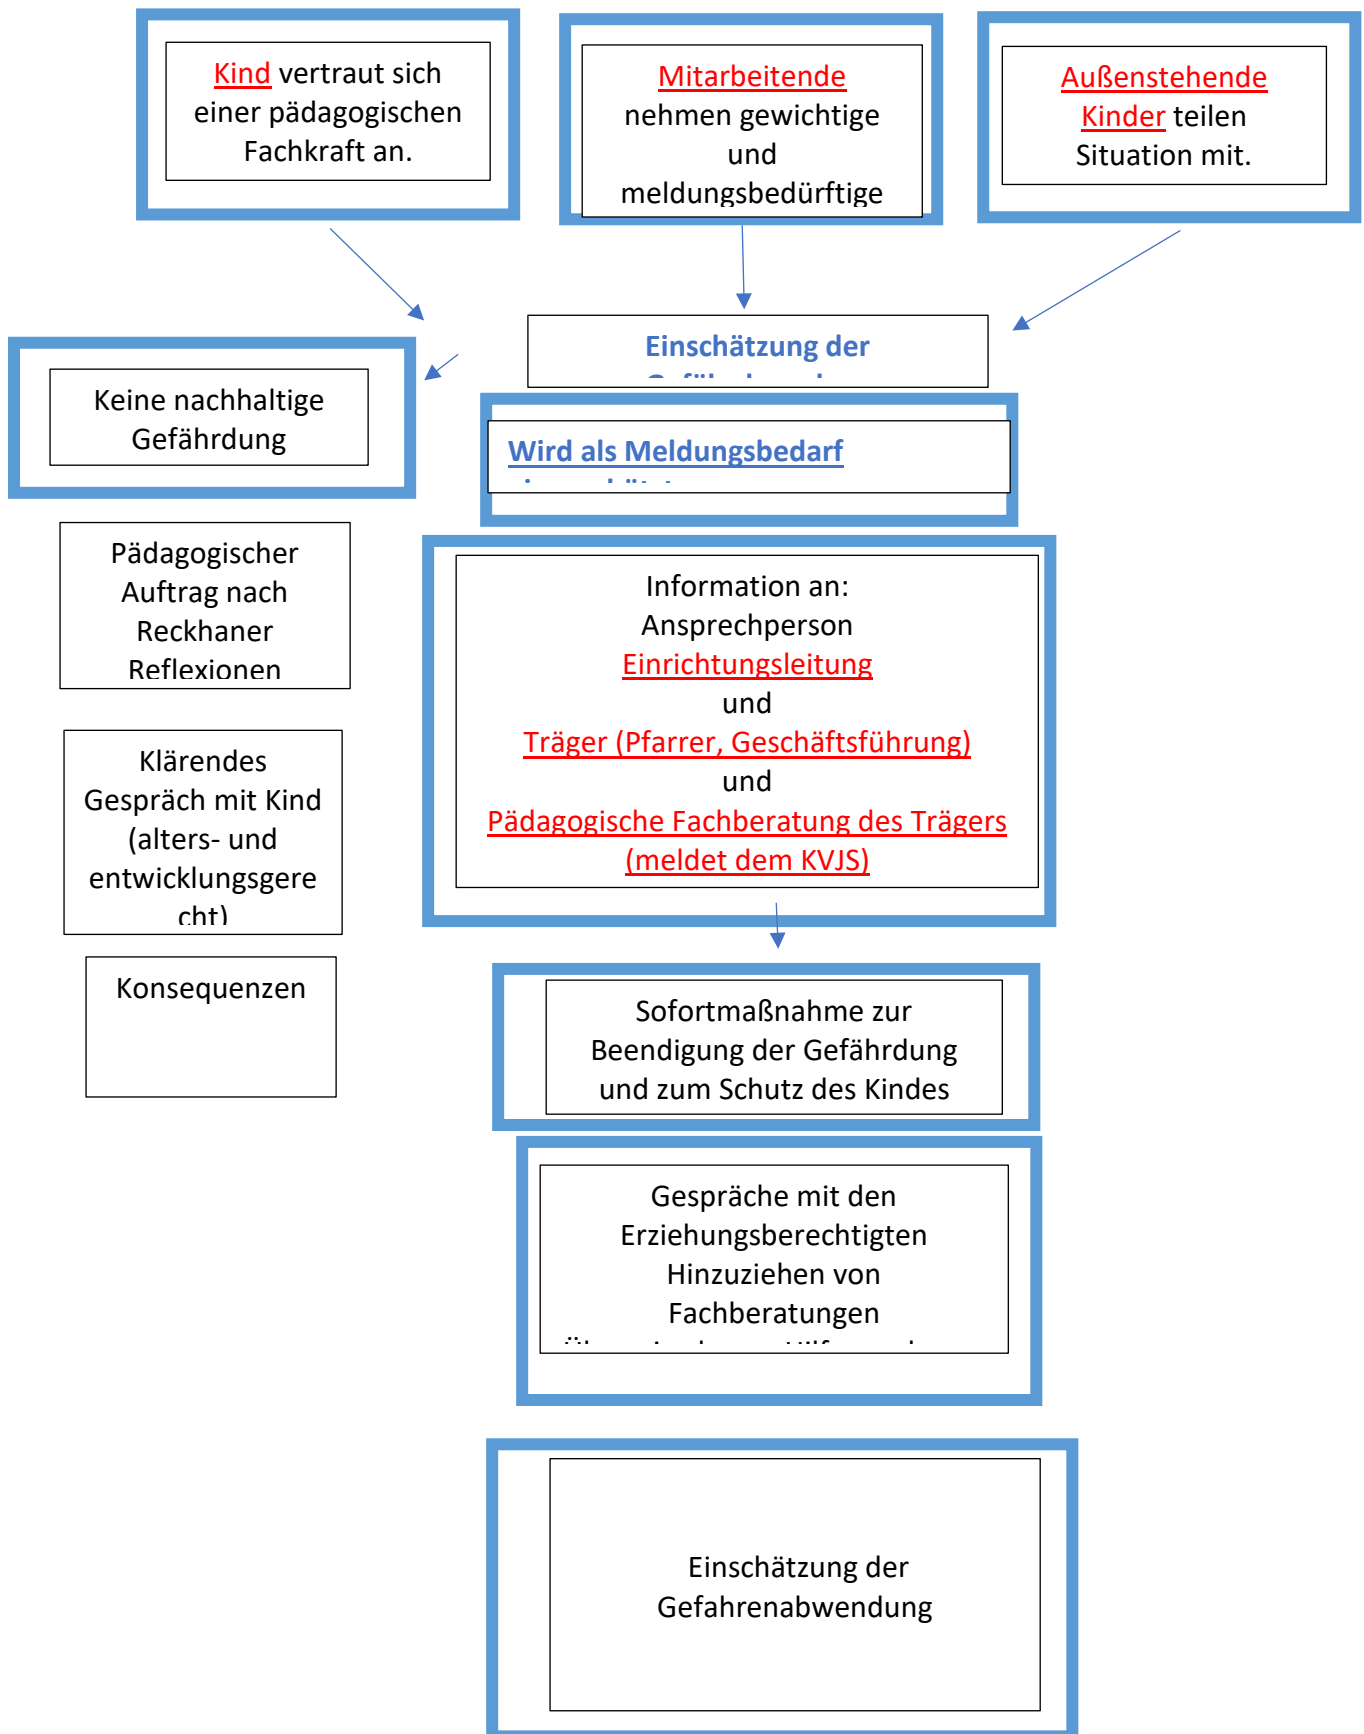 Kind vertraut sich
einer pädagogischen
Fachkraft an.
Mitarbeitende
nehmen gewichtige
und
meldungsbedürftige
Außenstehende
Kinder teilen
Situation mit.
Einschätzung der
Keine nachhaltige
Gefährdung
Wird als Meldungsbedarf
Pädagogischer
Auftrag nach
Reckhaner
Reflexionen
Klärendes
Gespräch mit Kind
(alters- und
entwicklungsgere
cht)
Konsequenzen
Information an:
Ansprechperson
Einrichtungsleitung
und
Träger (Pfarrer, Geschäftsführung)
und
Pädagogische Fachberatung des Trägers
(meldet dem KVJS)
Sofortmaßnahme zur
Beendigung der Gefährdung
und zum Schutz des Kindes
Gespräche mit den
Erziehungsberechtigten
Hinzuziehen von
Fachberatungen
Einschätzung der
Gefahrenabwendung